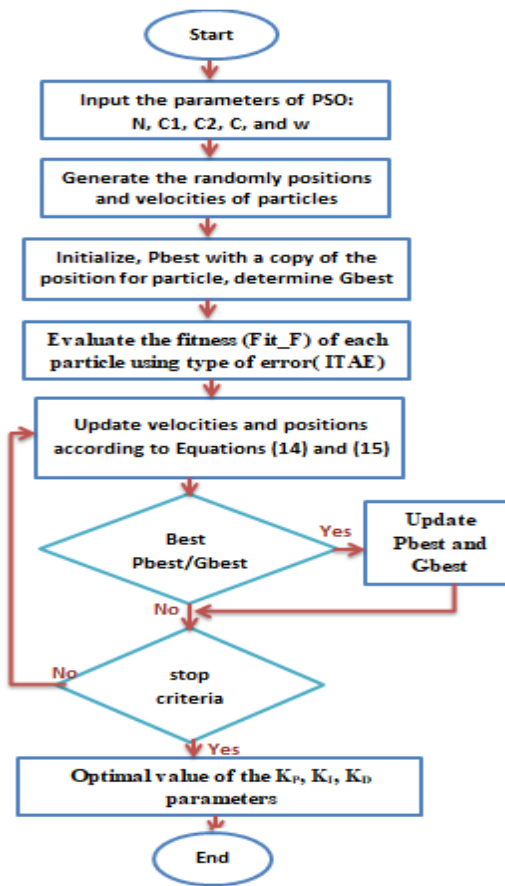 Start
Input the parameters of PSO:
N, C1, C2, C, and w
Generate the randomly positions
and velocities of particles
Initialize, Pbest with a copy of the
position for particle, determine Gbest
Evaluate the fitness (Fit_F) of each
particle using type of error( ITAE)
Update velocities and positions
according to Equations (14) and (15)
Best
Pbest/Gbest
Yes
Update
Pbest and
Gbest
No
stop
criteria
No
Yes
Optimal value of the KP, KI, KD
parameters
End